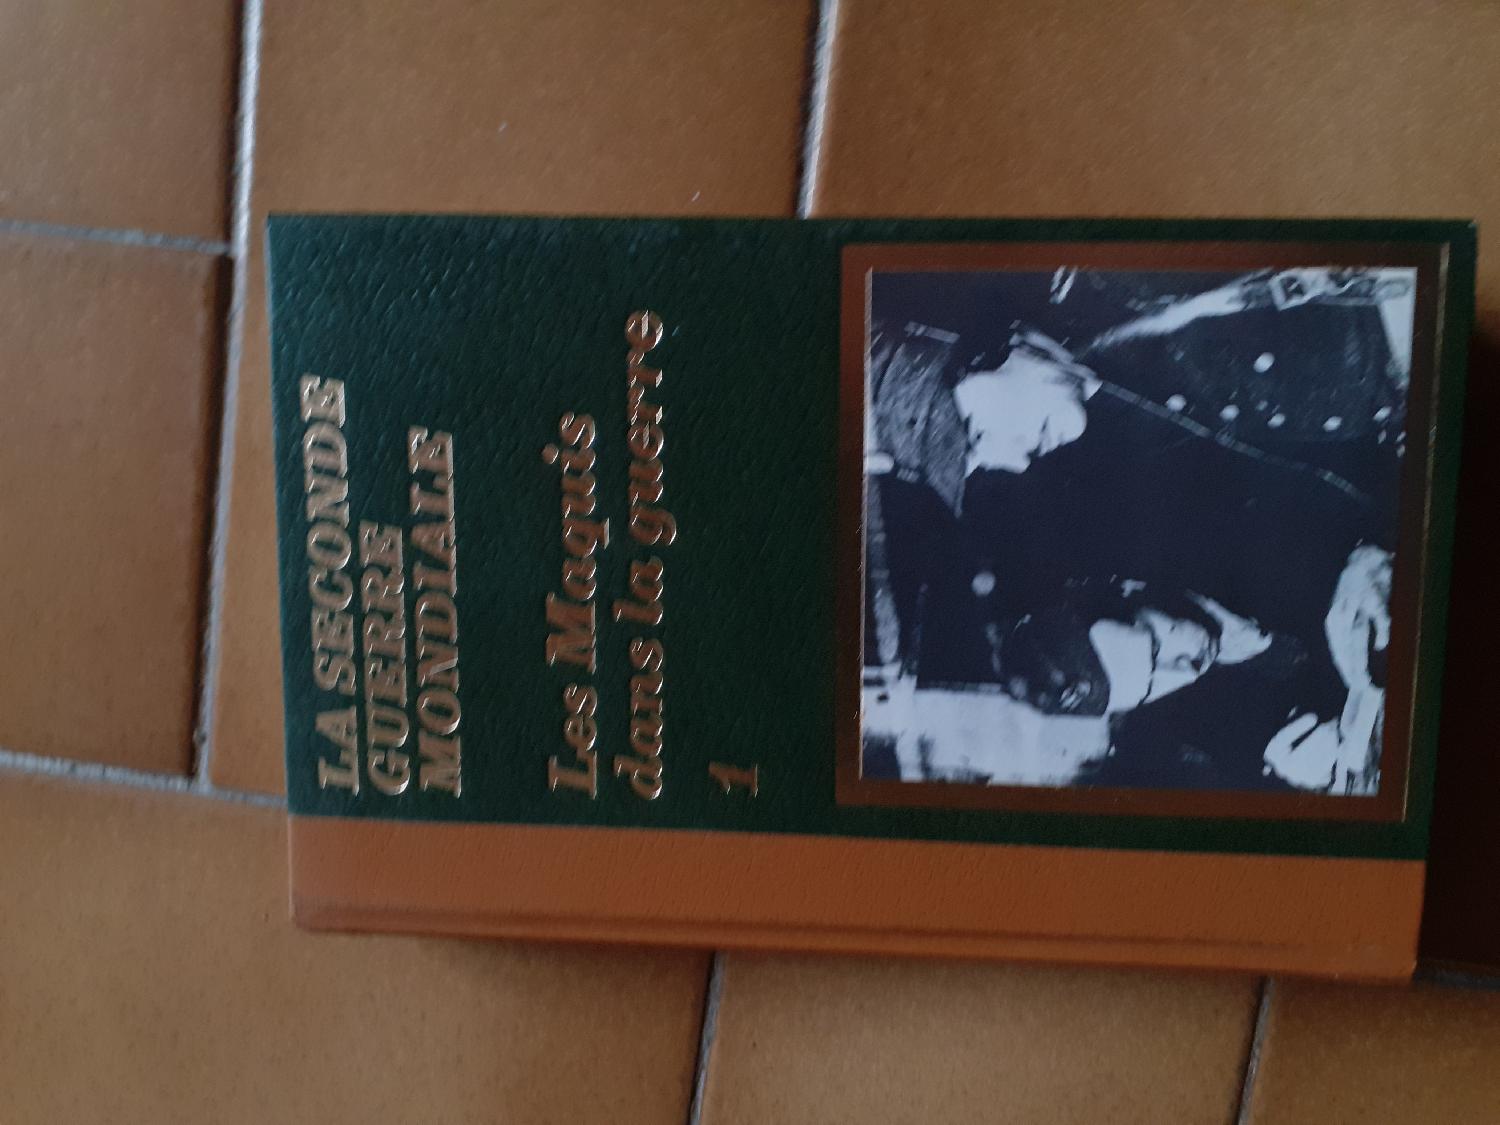 LA SECONDE
GUERRE
MONDIALE
Les Maquis
dans la guerre
1